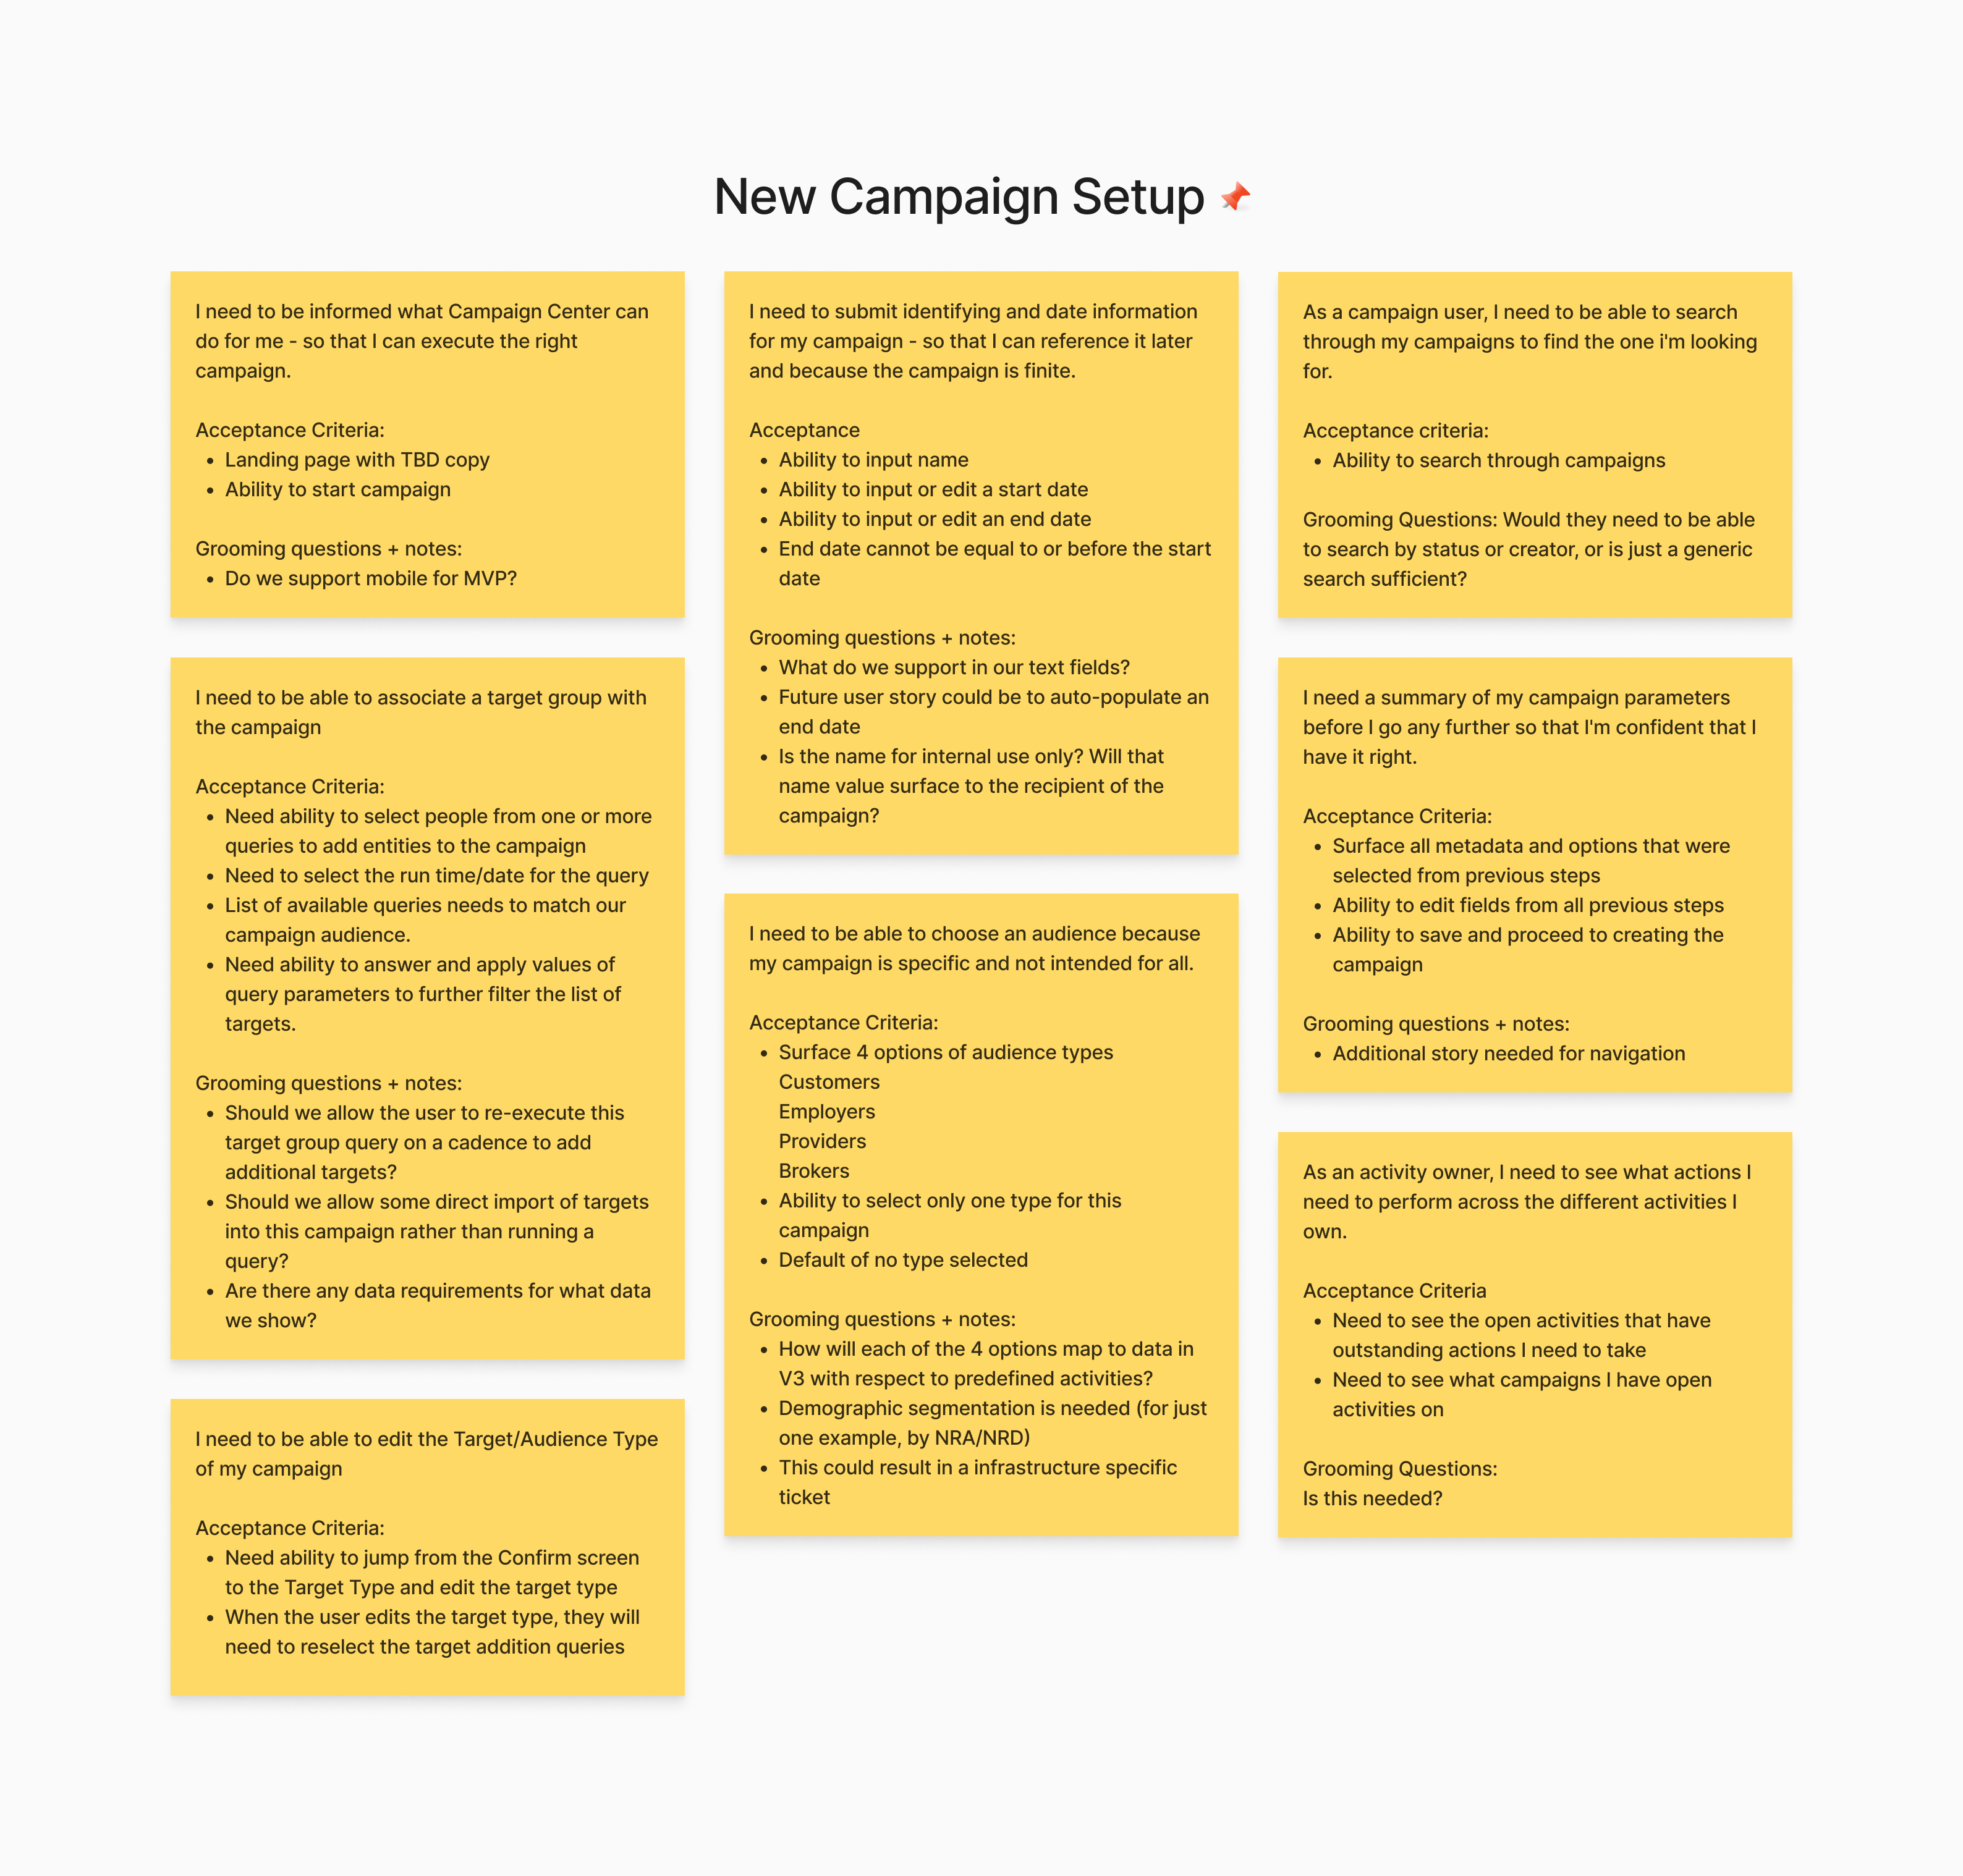 New Campaign Setup 📌
I need to be informed what Campaign Center can
do for me - so that I can execute the right
campaign.
Acceptance Criteria:
• Landing page with TBD copy
• Ability to start campaign
Grooming questions + notes:
• Do we support mobile for MVP?
I need to be able to associate a target group with
the campaign
Acceptance Criteria:
• Need ability to select people from one or more
queries to add entities to the campaign
• Need to select the run time/date for the query
• List of available queries needs to match our
campaign audience.
• Need ability to answer and apply values of
query parameters to further filter the list of
targets.
Grooming questions + notes:
• Should we allow the user to re-execute this
target group query on a cadence to add
additional targets?
• Should we allow some direct import of targets
into this campaign rather than running a
query?
• Are there any data requirements for what data
we show?
I need to be able to edit the Target/Audience Type
of my campaign
Acceptance Criteria:
• Need ability to jump from the Confirm screen
to the Target Type and edit the target type
• When the user edits the target type, they will
need to reselect the target addition queries
I need to submit identifying and date information
for my campaign - so that I can reference it later
and because the campaign is finite.
Acceptance
• Ability to input name
• Ability to input or edit a start date
• Ability to input or edit an end date
• End date cannot be equal to or before the start
date
Grooming questions + notes:
• What do we support in our text fields?
• Future user story could be to auto-populate an
end date
• Is the name for internal use only? Will that
name value surface to the recipient of the
campaign?
I need to be able to choose an audience because
my campaign is specific and not intended for all.
Acceptance Criteria:
• Surface 4 options of audience types
Customers
Employers
Providers
Brokers
• Ability to select only one type for this
campaign
• Default of no type selected
Grooming questions + notes:
• How will each of the 4 options map to data in
V3 with respect to predefined activities?
• Demographic segmentation is needed (for just
one example, by NRA/NRD)
• This could result in a infrastructure specific
ticket
As a campaign user, I need to be able to search
through my campaigns to find the one i'm looking
for.
Acceptance criteria:
• Ability to search through campaigns
Grooming Questions: Would they need to be able
to search by status or creator, or is just a generic
search sufficient?
I need a summary of my campaign parameters
before I go any further so that I'm confident that I
have it right.
Acceptance Criteria:
• Surface all metadata and options that were
selected from previous steps
• Ability to edit fields from all previous steps
• Ability to save and proceed to creating the
campaign
Grooming questions + notes:
• Additional story needed for navigation
As an activity owner, I need to see what actions I
need to perform across the different activities I
own.
Acceptance Criteria
• Need to see the open activities that have
outstanding actions I need to take
• Need to see what campaigns I have open
activities on
Grooming Questions:
Is this needed?